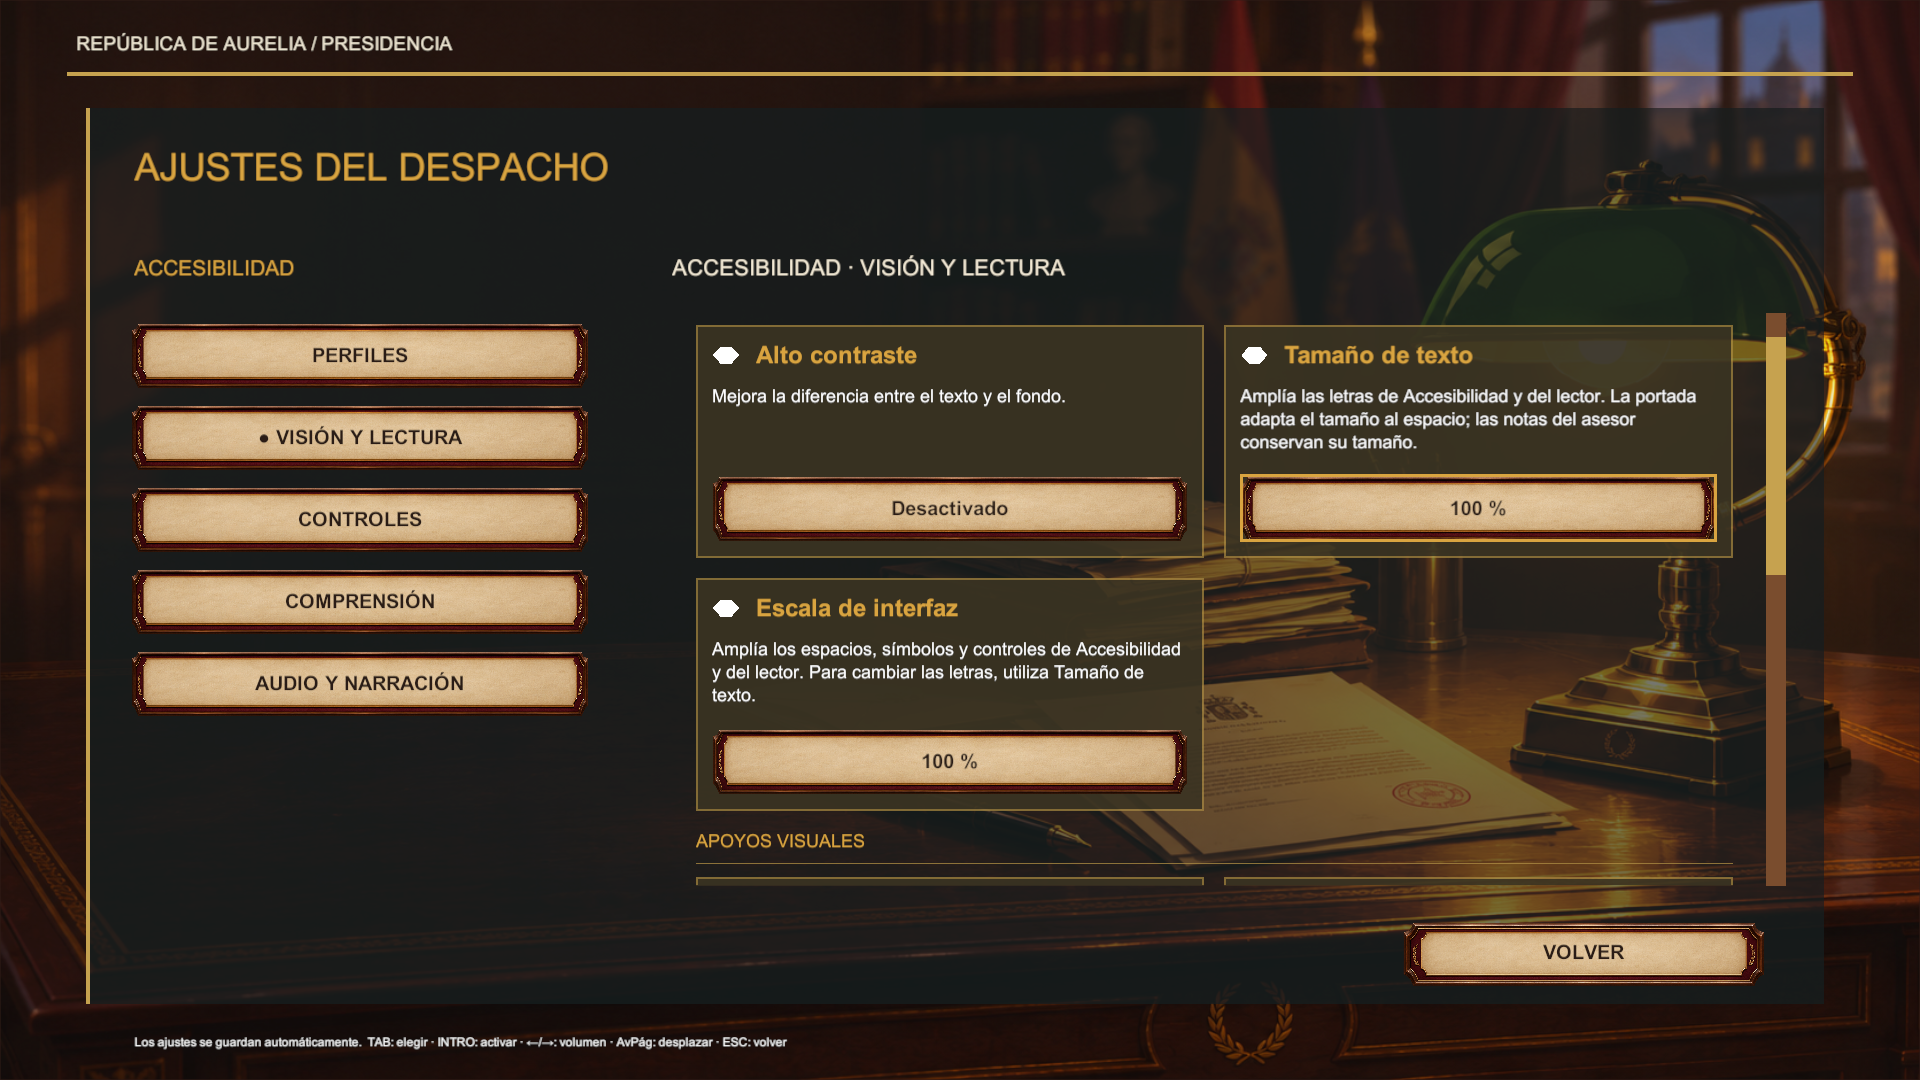 REPÚBLICA DE AURELIA / PRESIDENCIA
AJUSTES DEL DESPACHO
ACCESIBILIDAD
PERFILES
● VISIÓN Y LECTURA
CONTROLES
COMPRENSIÓN
AUDIO Y NARRACIÓN
ACCESIBILIDAD · VISIÓN Y LECTURA
Alto contraste
Mejora la diferencia entre el texto y el fondo.
Desactivado
Tamaño de texto
Amplía las letras de Accesibilidad y del lector. La portada
adapta el tamaño al espacio; las notas del asesor
conservan su tamaño.
100 %
Escala de interfaz
Amplía los espacios, símbolos y controles de Accesibilidad
y del lector. Para cambiar las letras, utiliza Tamaño de
texto.
100 %
APOYOS VISUALES
VOLVER
Los ajustes se guardan automáticamente. TAB: elegir · INTRO: activar · ←/→: volumen · AvPág: desplazar · ESC: volver